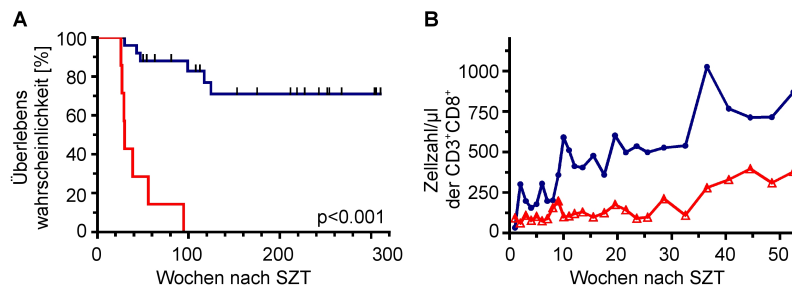 A
Überlebens
wahrscheinlichkeit [%]
100
80
60
40
20
0
p<0.001
0
100
200
300
Wochen nach SZT
B
Zellzahl/µl
der CD3⁺CD8⁺
1000
750
500
250
0
0
10
20
30
40
50
Wochen nach SZT